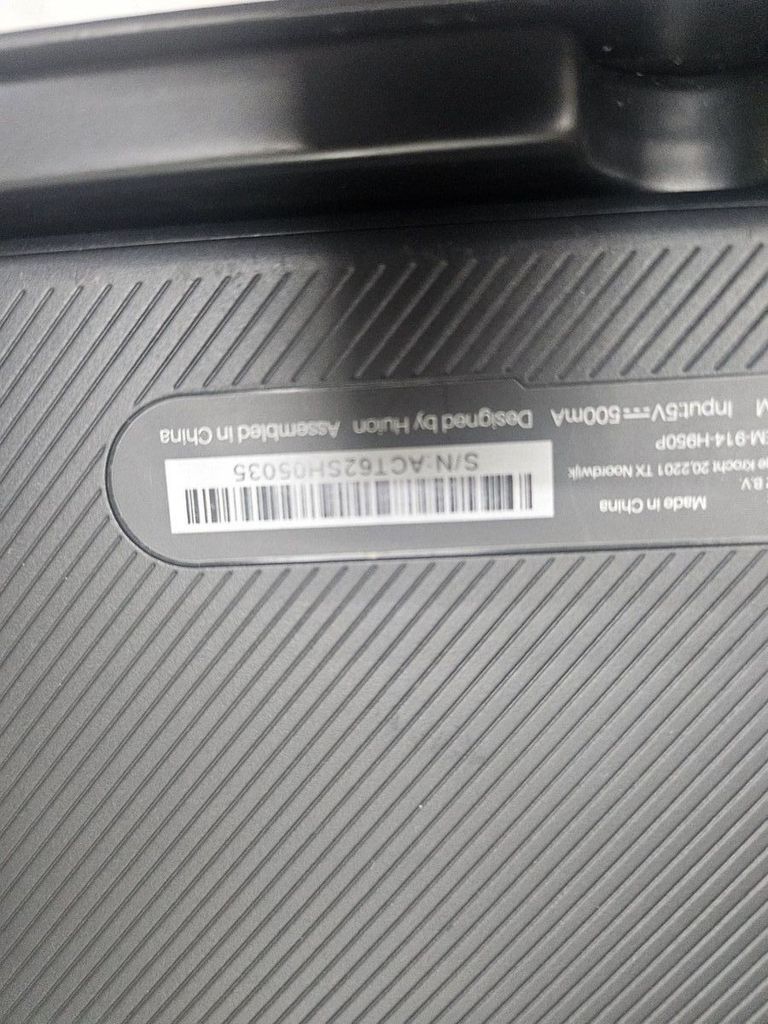 Made in China
B.V.
Krocht 20,2201 TX Noordwijk
S/N:ACT62SH05035
EM-914-H950P
Input:5V⎓500mA Designed by Huion Assembled in China